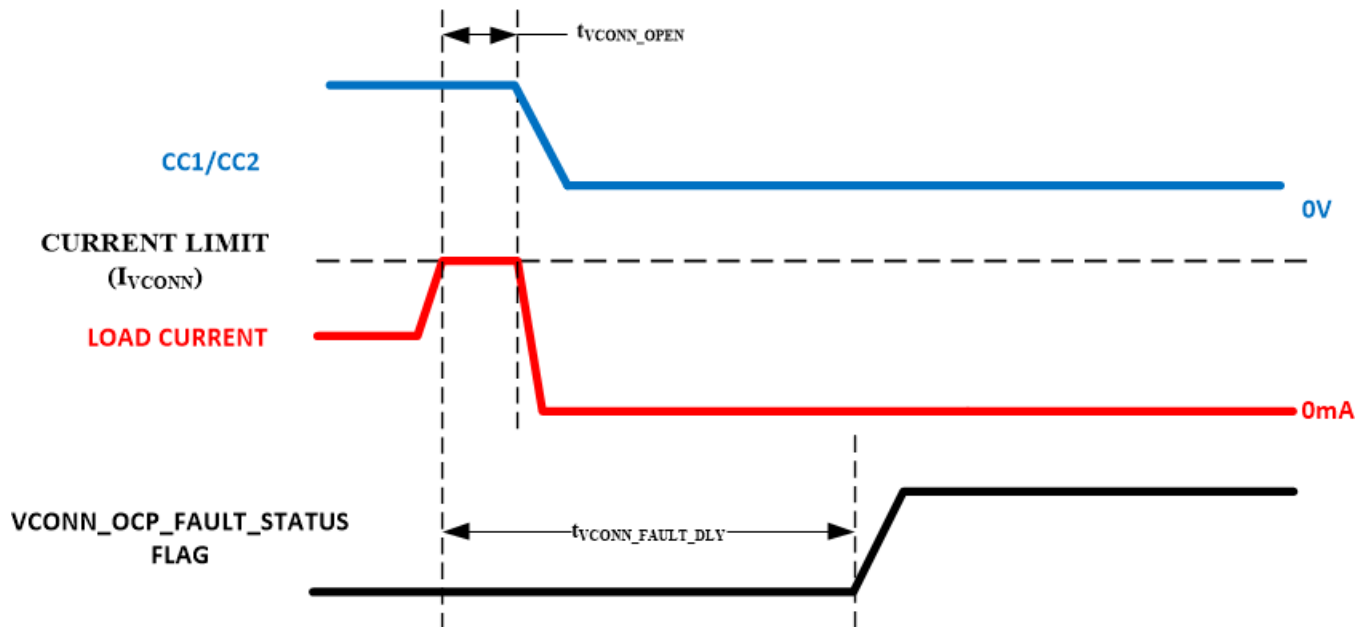 tVCONN_OPEN
CC1/CC2
0V
CURRENT LIMIT
(IVCONN)
LOAD CURRENT
0mA
VCONN_OCP_FAULT_STATUS
FLAG
tVCONN_FAULT_DLY